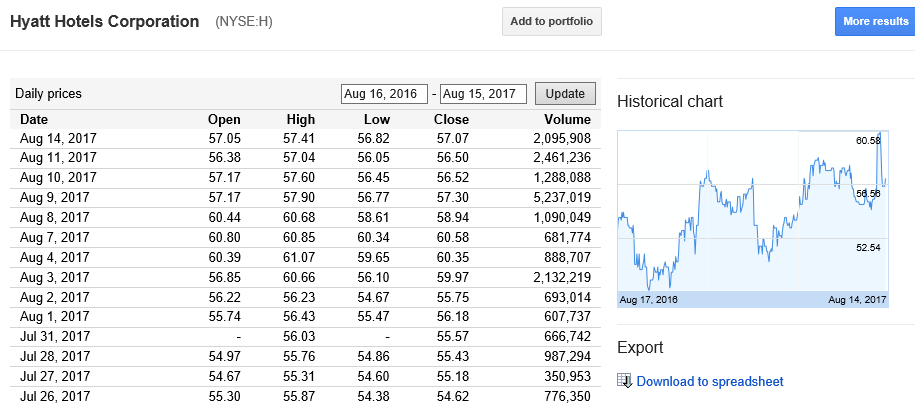 Hyatt Hotels Corporation (NYSE:H) Add to portfolio More results
Daily prices Aug 16, 2016 - Aug 15, 2017 Update
Date Open High Low Close Volume
Aug 14, 2017 57.05 57.41 56.82 57.07 2,095,908
Aug 11, 2017 56.38 57.04 56.05 56.50 2,461,236
Aug 10, 2017 57.17 57.60 56.45 56.52 1,288,088
Aug 9, 2017 57.17 57.90 56.77 57.30 5,237,019
Aug 8, 2017 60.44 60.68 58.61 58.94 1,090,049
Aug 7, 2017 60.80 60.85 60.34 60.58 681,774
Aug 4, 2017 60.39 61.07 59.65 60.35 888,707
Aug 3, 2017 56.85 60.66 56.10 59.97 2,132,219
Aug 2, 2017 56.22 56.23 54.67 55.75 693,014
Aug 1, 2017 55.74 56.43 55.47 56.18 607,737
Jul 31, 2017 - 56.03 - 55.57 666,742
Jul 28, 2017 54.97 55.76 54.86 55.43 987,294
Jul 27, 2017 54.67 55.31 54.60 55.18 350,953
Jul 26, 2017 55.30 55.87 54.38 54.62 776,350
Historical chart
60.58
56.56
52.54
Aug 17, 2016 Aug 14, 2017
Export
Download to spreadsheet